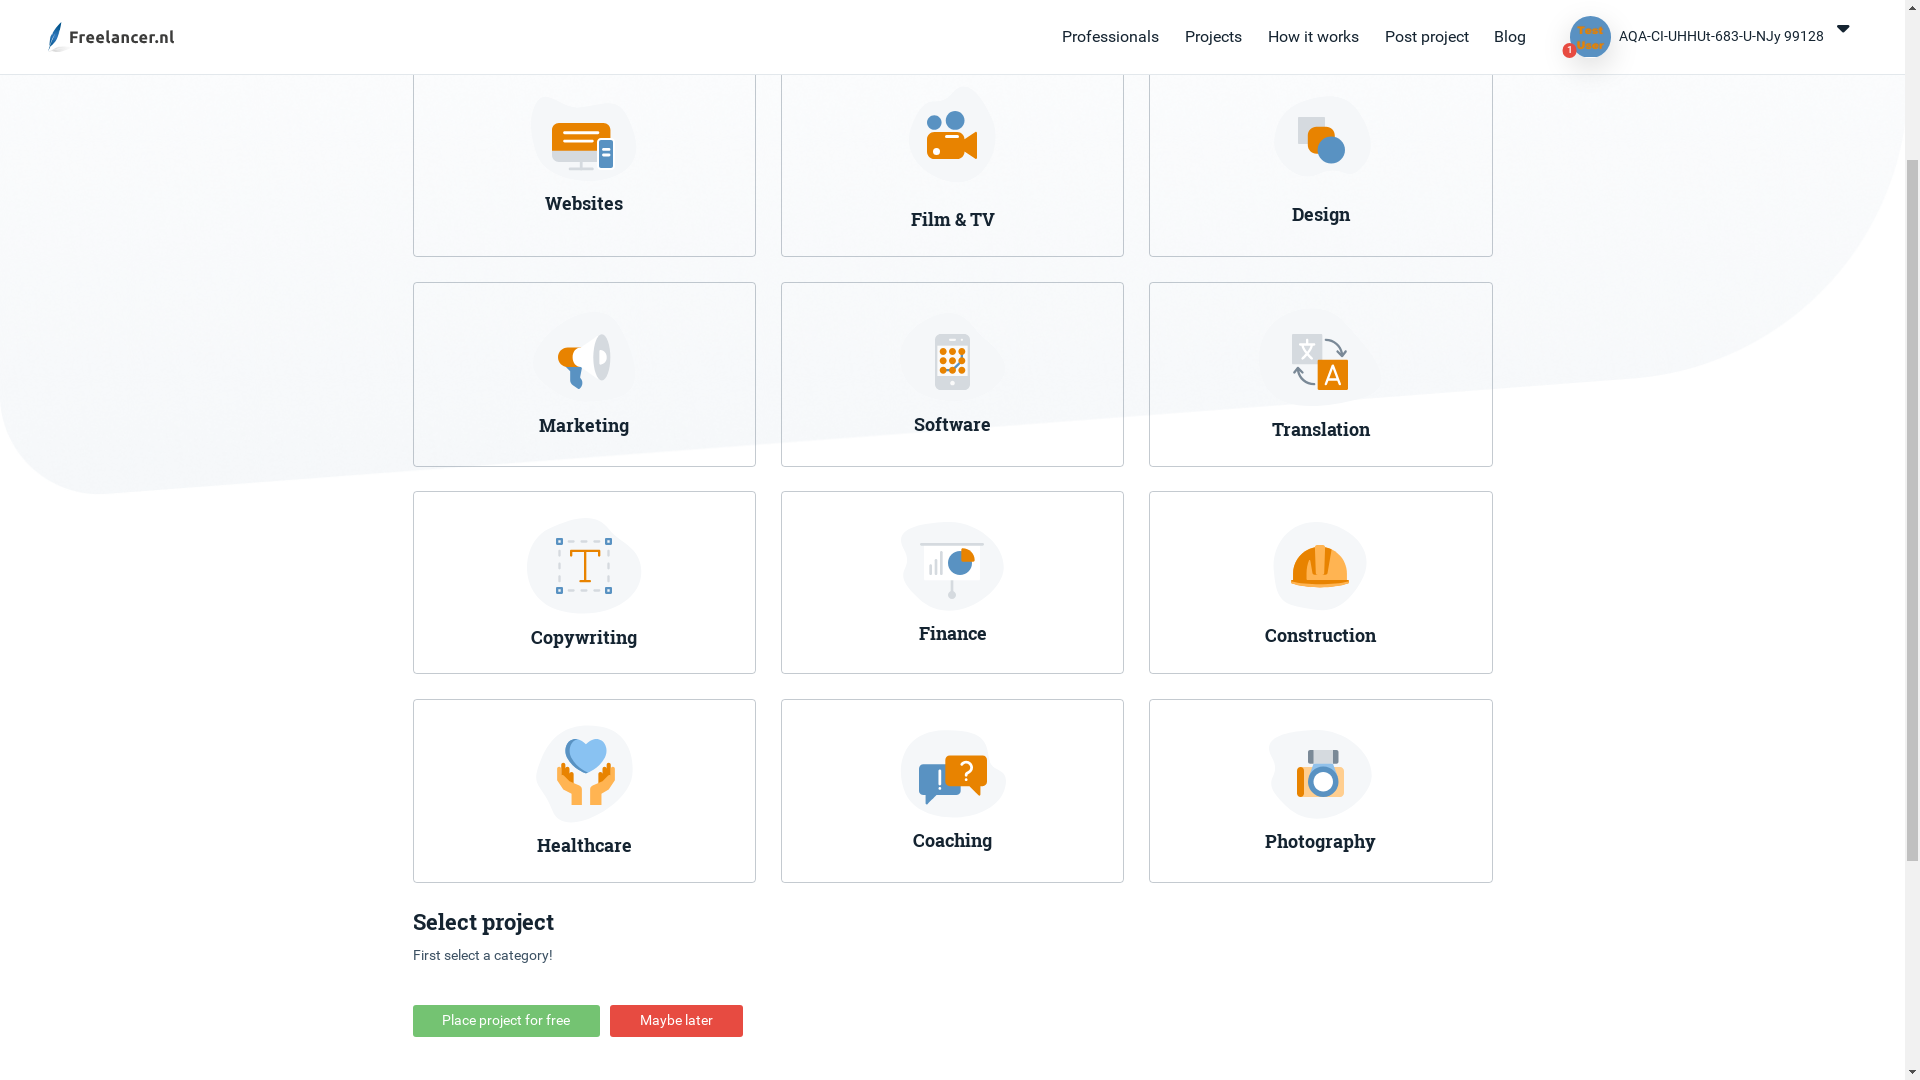 Freelancer.nl
Professionals Projects How it works Post project Blog
Test
User
1
AQA-CI-UHHUt-683-U-NJy 99128
Websites
Film & TV
Design
Marketing
Software
文
A
Translation
T
Copywriting
Finance
Construction
Healthcare
! ?
Coaching
Photography
Select project
First select a category!
Place project for free
Maybe later